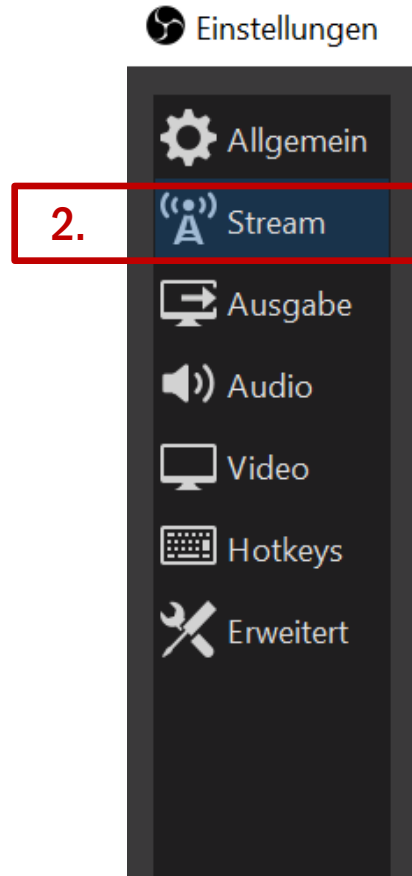 Einstellungen
Allgemein
2. Stream
Ausgabe
Audio
Video
Hotkeys
Erweitert